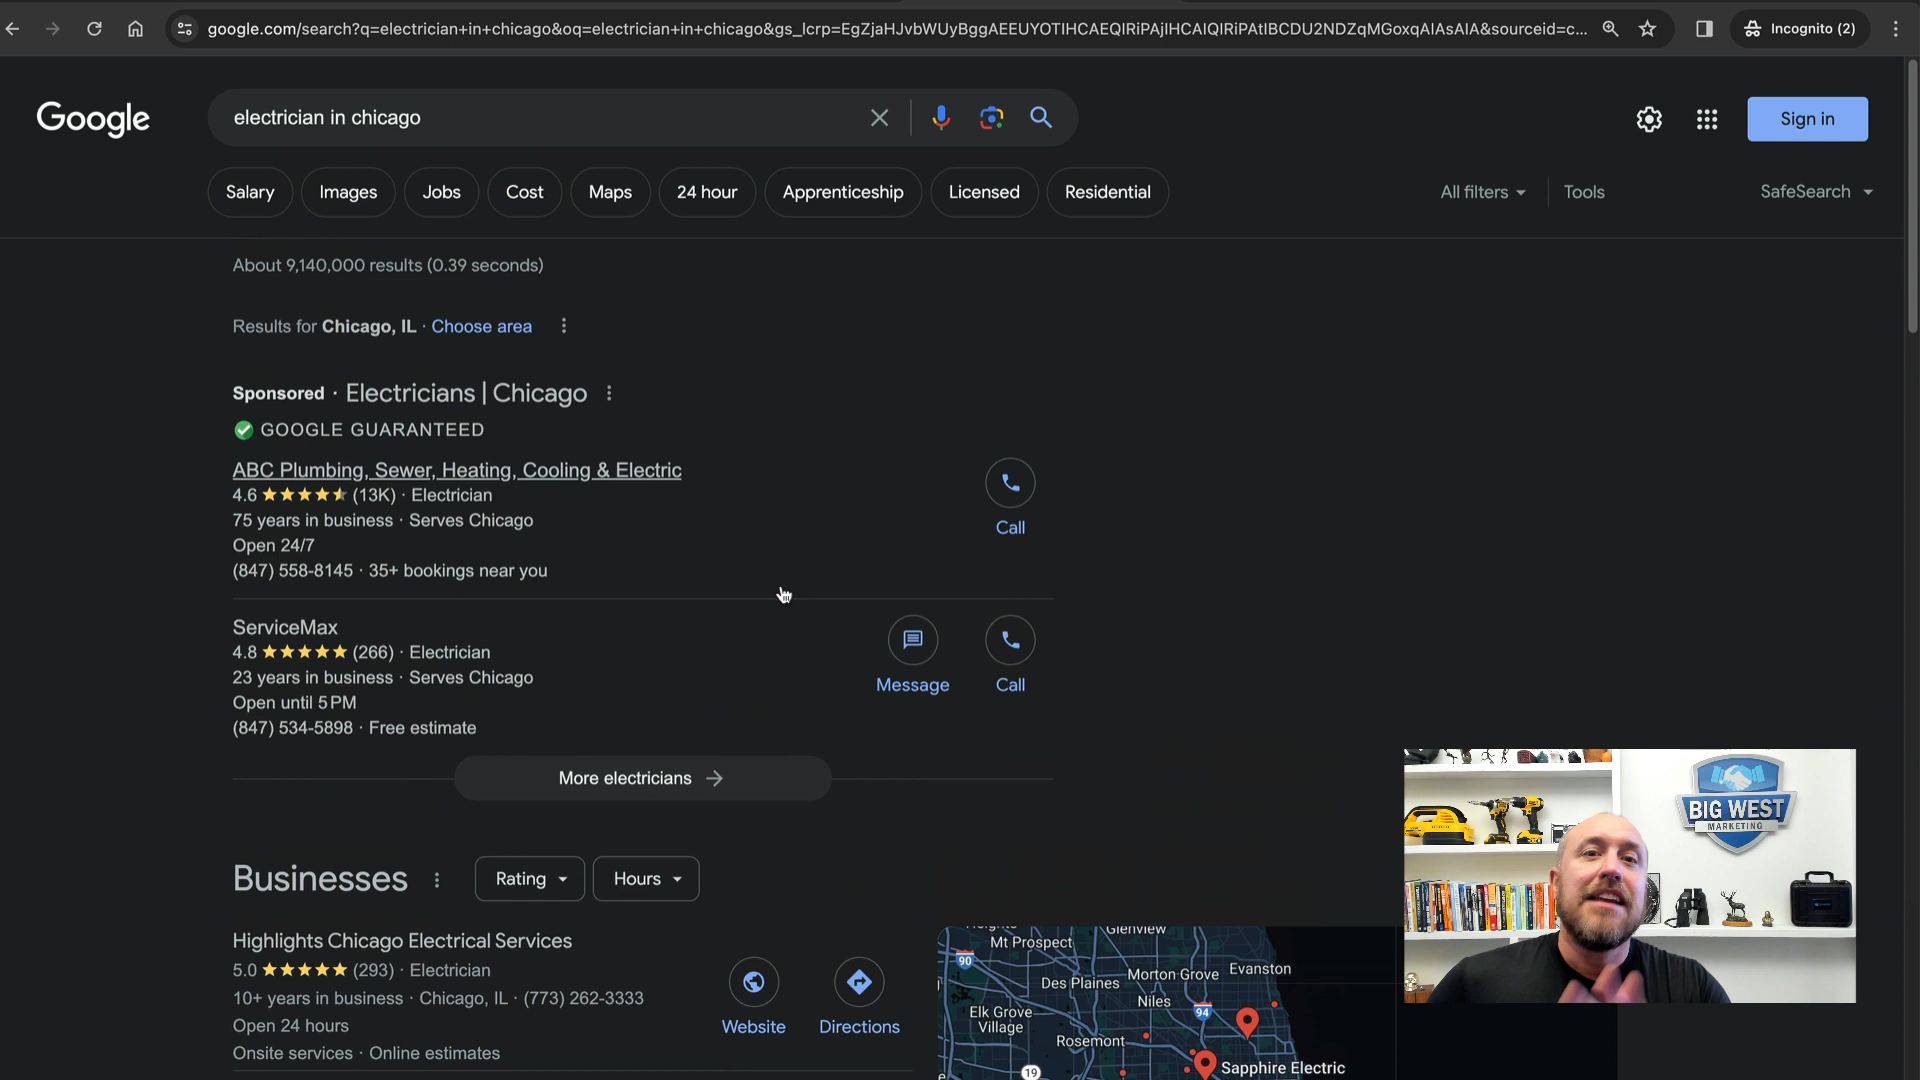 google.com/search?q=electrician+in+chicago&oq=electrician+in+chicago&gs_lcrp=EgZjaHJvbWUyBggAEEUYOTIHCAEQIRiPAjIHCAIQIRiPAtIBCDU2NDZqMGoxqAIAsAIA&sourceid=c...
Incognito (2)
Google
electrician in chicago
Sign in
Salary
Images
Jobs
Cost
Maps
24 hour
Apprenticeship
Licensed
Residential
All filters
Tools
SafeSearch
About 9,140,000 results (0.39 seconds)
Results for Chicago, IL · Choose area
Sponsored · Electricians | Chicago
GOOGLE GUARANTEED
ABC Plumbing, Sewer, Heating, Cooling & Electric
4.6 (13K) · Electrician
75 years in business · Serves Chicago
Open 24/7
(847) 558-8145 · 35+ bookings near you
Call
ServiceMax
4.8 (266) · Electrician
23 years in business · Serves Chicago
Open until 5 PM
(847) 534-5898 · Free estimate
Message
Call
More electricians
Businesses
Rating
Hours
Highlights Chicago Electrical Services
5.0 (293) · Electrician
10+ years in business · Chicago, IL · (773) 262-3333
Open 24 hours
Onsite services · Online estimates
Website
Directions
Glenview
Mt Prospect
90
Des Plaines
Morton Grove
Evanston
Niles
94
Elk Grove
Village
Rosemont
19
Sapphire Electric
BIG WEST
MARKETING